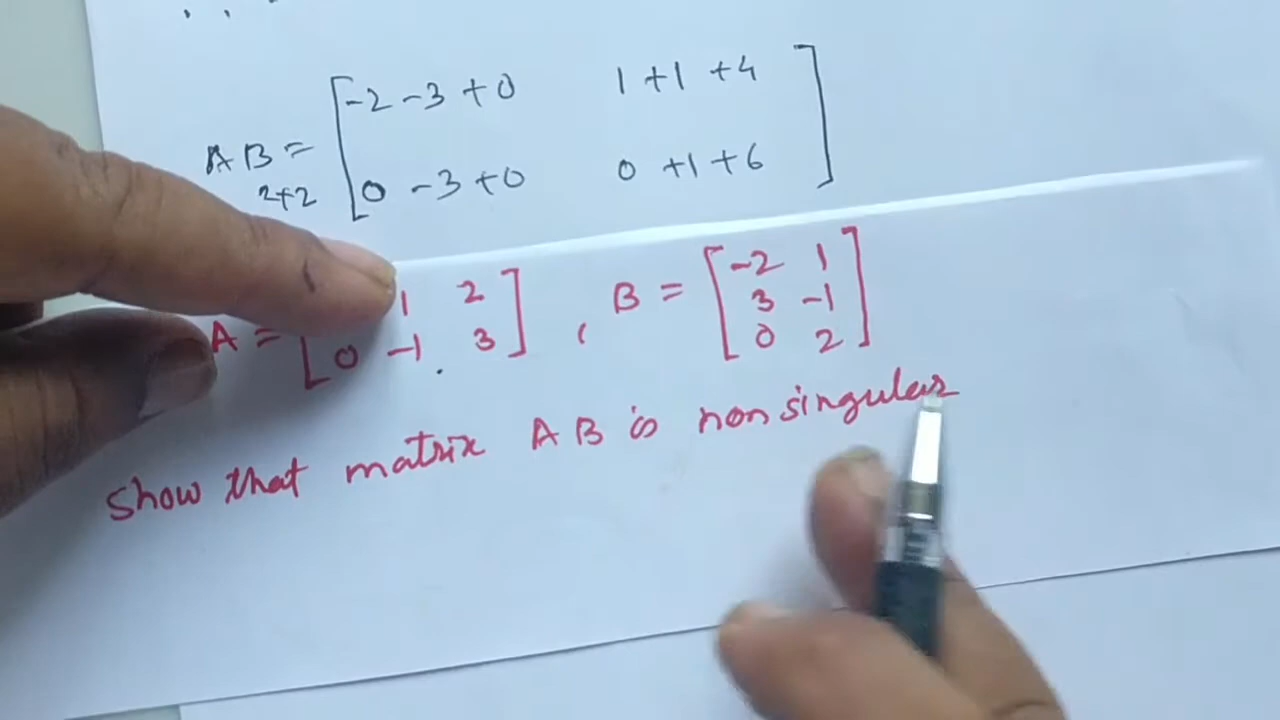 AB = [ -2 -3 +0 1 +1 +4
2+2 0 -3 +0 0 +1 +6 ]
A = [ 1 2 0 -1 3 ] , B = [ -2 1 3 -1 0 2 ]
Show that matrix AB is non singular